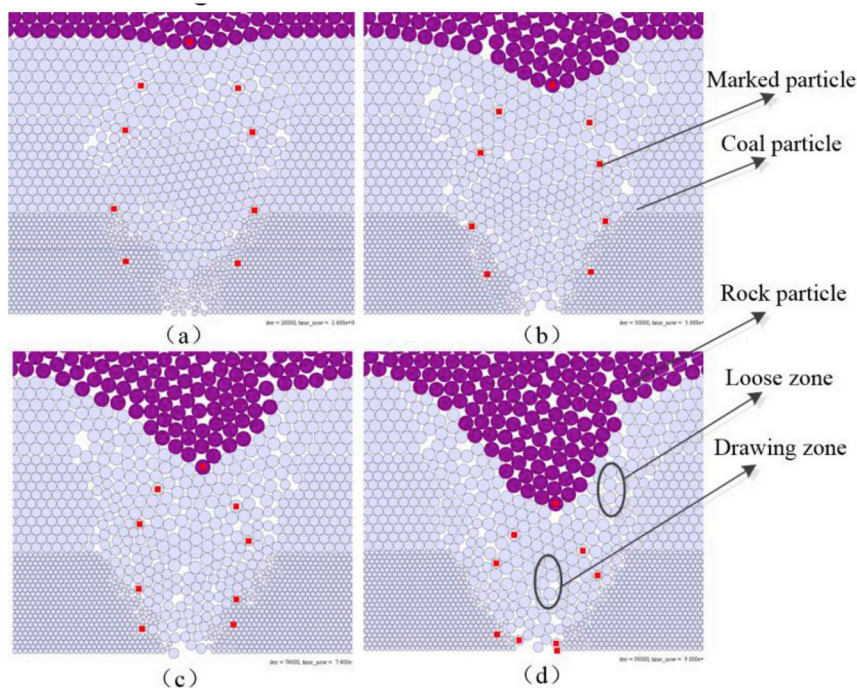 Marked particle
Coal particle
(a)
(b)
Rock particle
Loose zone
Drawing zone
(c)
(d)